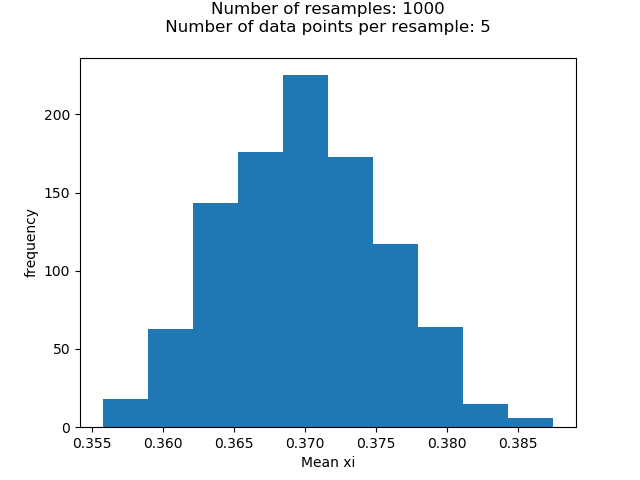 Number of resamples: 1000
Number of data points per resample: 5
200
150
100
50
0
frequency
0.355 0.360 0.365 0.370 0.375 0.380 0.385
Mean xi